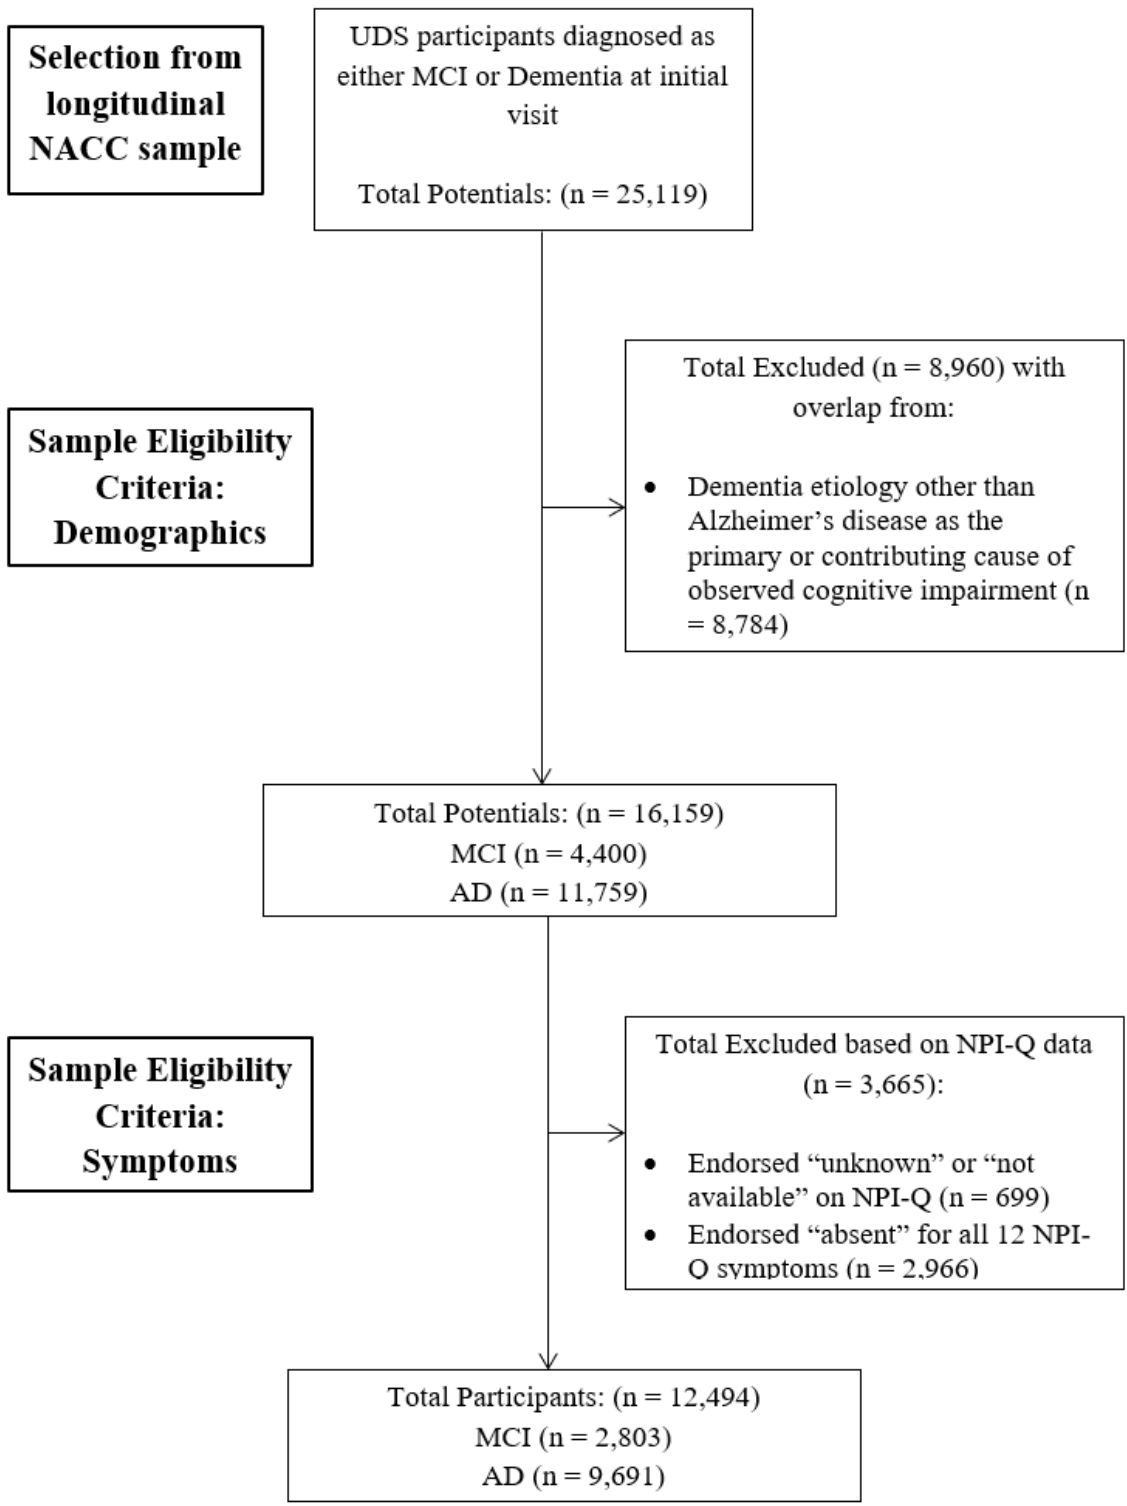 Selection from
longitudinal
NACC sample
UDS participants diagnosed as
either MCI or Dementia at initial
visit
Total Potentials: (n = 25,119)
Sample Eligibility
Criteria:
Demographics
Total Excluded (n = 8,960) with
overlap from:
● Dementia etiology other than
Alzheimer’s disease as the
primary or contributing cause of
observed cognitive impairment (n
= 8,784)
Total Potentials: (n = 16,159)
MCI (n = 4,400)
AD (n = 11,759)
Sample Eligibility
Criteria:
Symptoms
Total Excluded based on NPI-Q data
(n = 3,665):
● Endorsed “unknown” or “not
available” on NPI-Q (n = 699)
● Endorsed “absent” for all 12 NPI-
Q symptoms (n = 2,966)
Total Participants: (n = 12,494)
MCI (n = 2,803)
AD (n = 9,691)